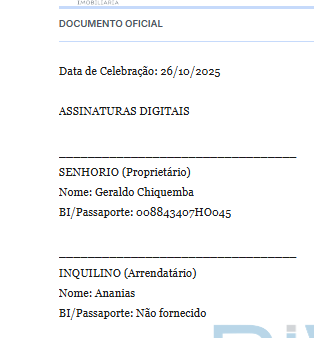 IMOBILIÁRIA
DOCUMENTO OFICIAL
Data de Celebração: 26/10/2025
ASSINATURAS DIGITAIS
SENHORIO (Proprietário)
Nome: Geraldo Chiquemba
BI/Passaporte: 008843407HO045
INQUILINO (Arrendatário)
Nome: Ananias
BI/Passaporte: Não fornecido